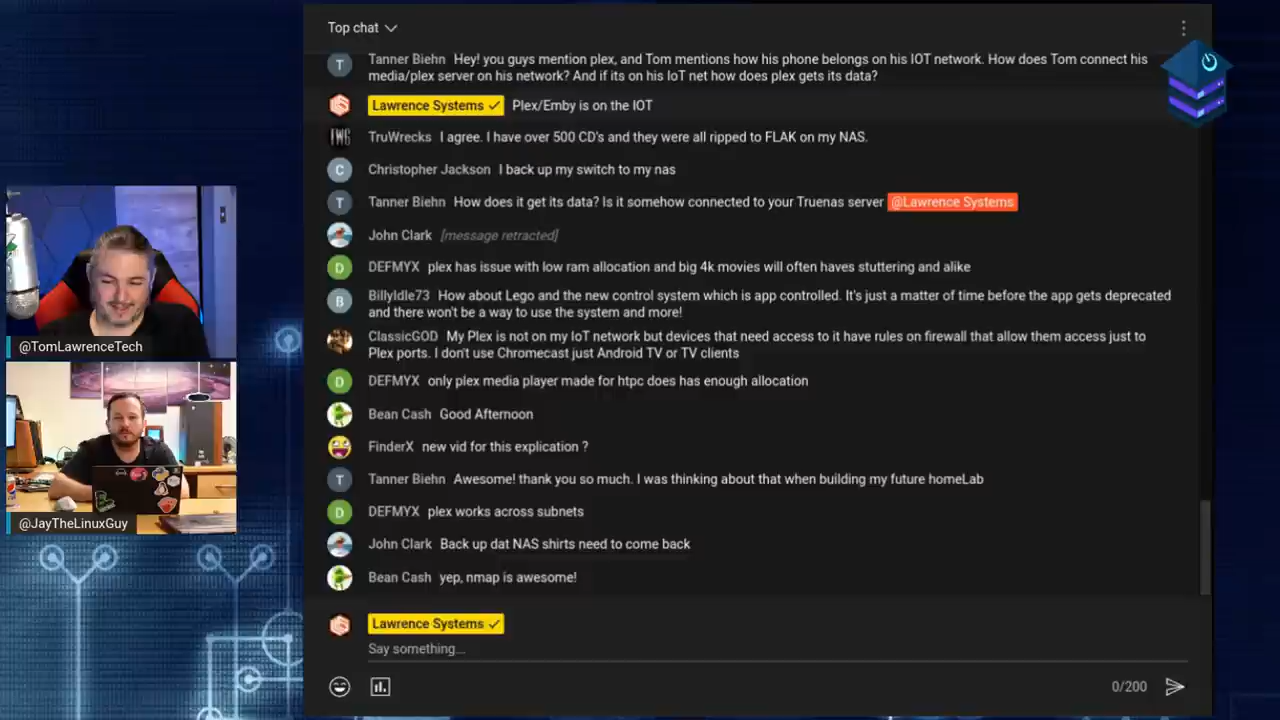 Top chat
T Tanner Biehn Hey! you guys mention plex, and Tom mentions how his phone belongs on his IOT network. How does Tom connect his
media/plex server on his network? And if its on his IoT net how does plex gets its data?
Lawrence Systems Plex/Emby is on the IOT
TWG TruWrecks I agree. I have over 500 CD's and they were all ripped to FLAK on my NAS.
C Christopher Jackson I back up my switch to my nas
T Tanner Biehn How does it get its data? Is it somehow connected to your Truenas server @Lawrence Systems
John Clark [message retracted]
D DEFMYX plex has issue with low ram allocation and big 4k movies will often haves stuttering and alike
B BillyIdle73 How about Lego and the new control system which is app controlled. It's just a matter of time before the app gets deprecated
and there won't be a way to use the system and more!
ClassicGOD My Plex is not on my IoT network but devices that need access to it have rules on firewall that allow them access just to
Plex ports. I don't use Chromecast just Android TV or TV clients
D DEFMYX only plex media player made for htpc does has enough allocation
Bean Cash Good Afternoon
FinderX new vid for this explication ?
T Tanner Biehn Awesome! thank you so much. I was thinking about that when building my future homeLab
D DEFMYX plex works across subnets
John Clark Back up dat NAS shirts need to come back
Bean Cash yep, nmap is awesome!
Lawrence Systems
Say something...
0/200
@TomLawrenceTech
@JayTheLinuxGuy